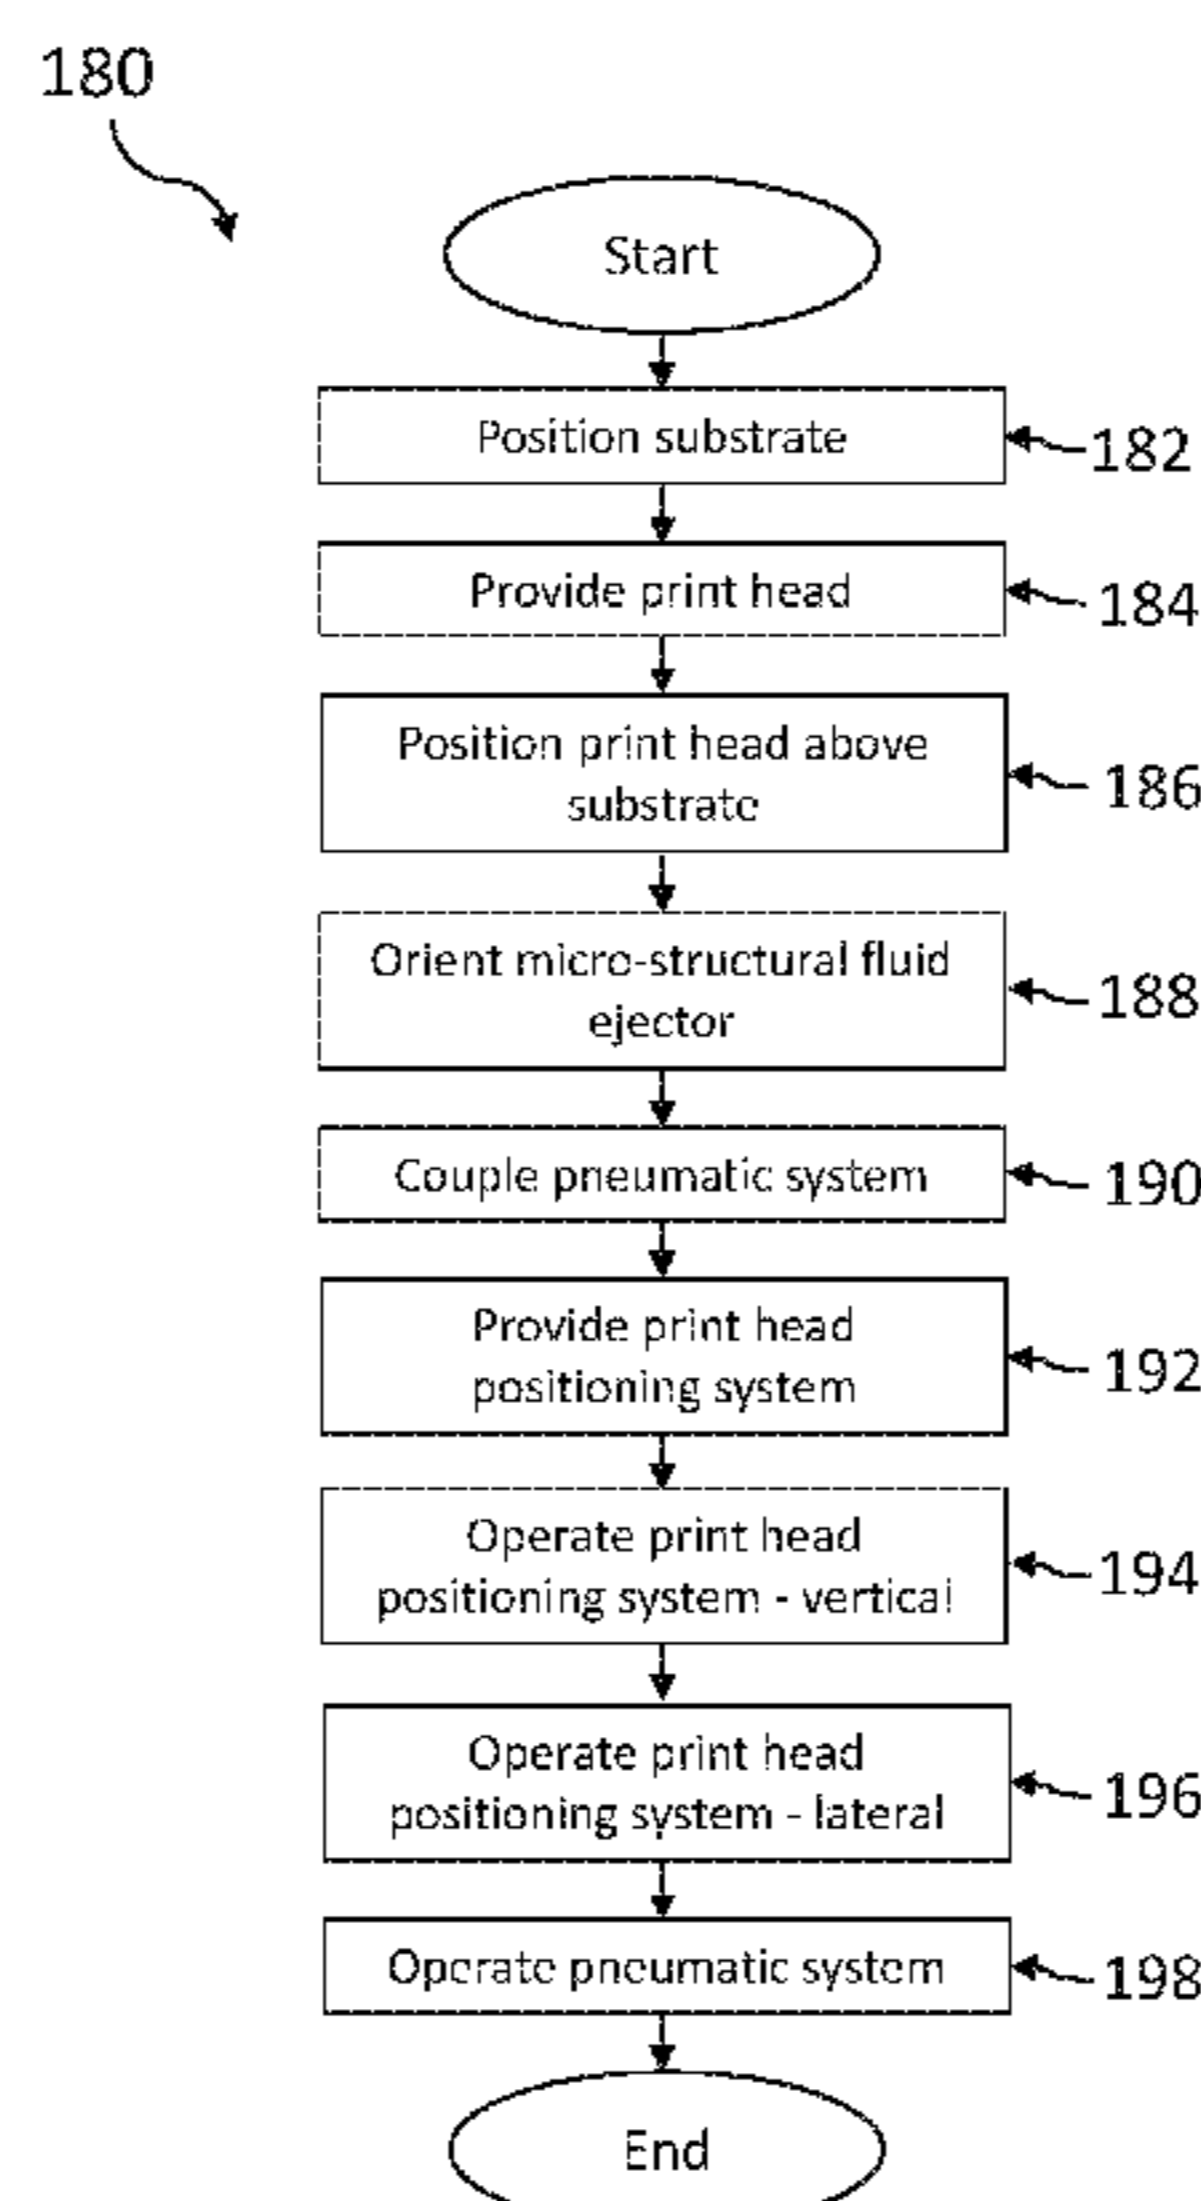 180
Start
Position substrate
182
Provide print head
184
Position print head above
substrate
186
Orient micro-structural fluid
ejector
188
Couple pneumatic system
190
Provide print head
positioning system
192
Operate print head
positioning system - vertical
194
Operate print head
positioning system - lateral
196
Operate pneumatic system
198
End